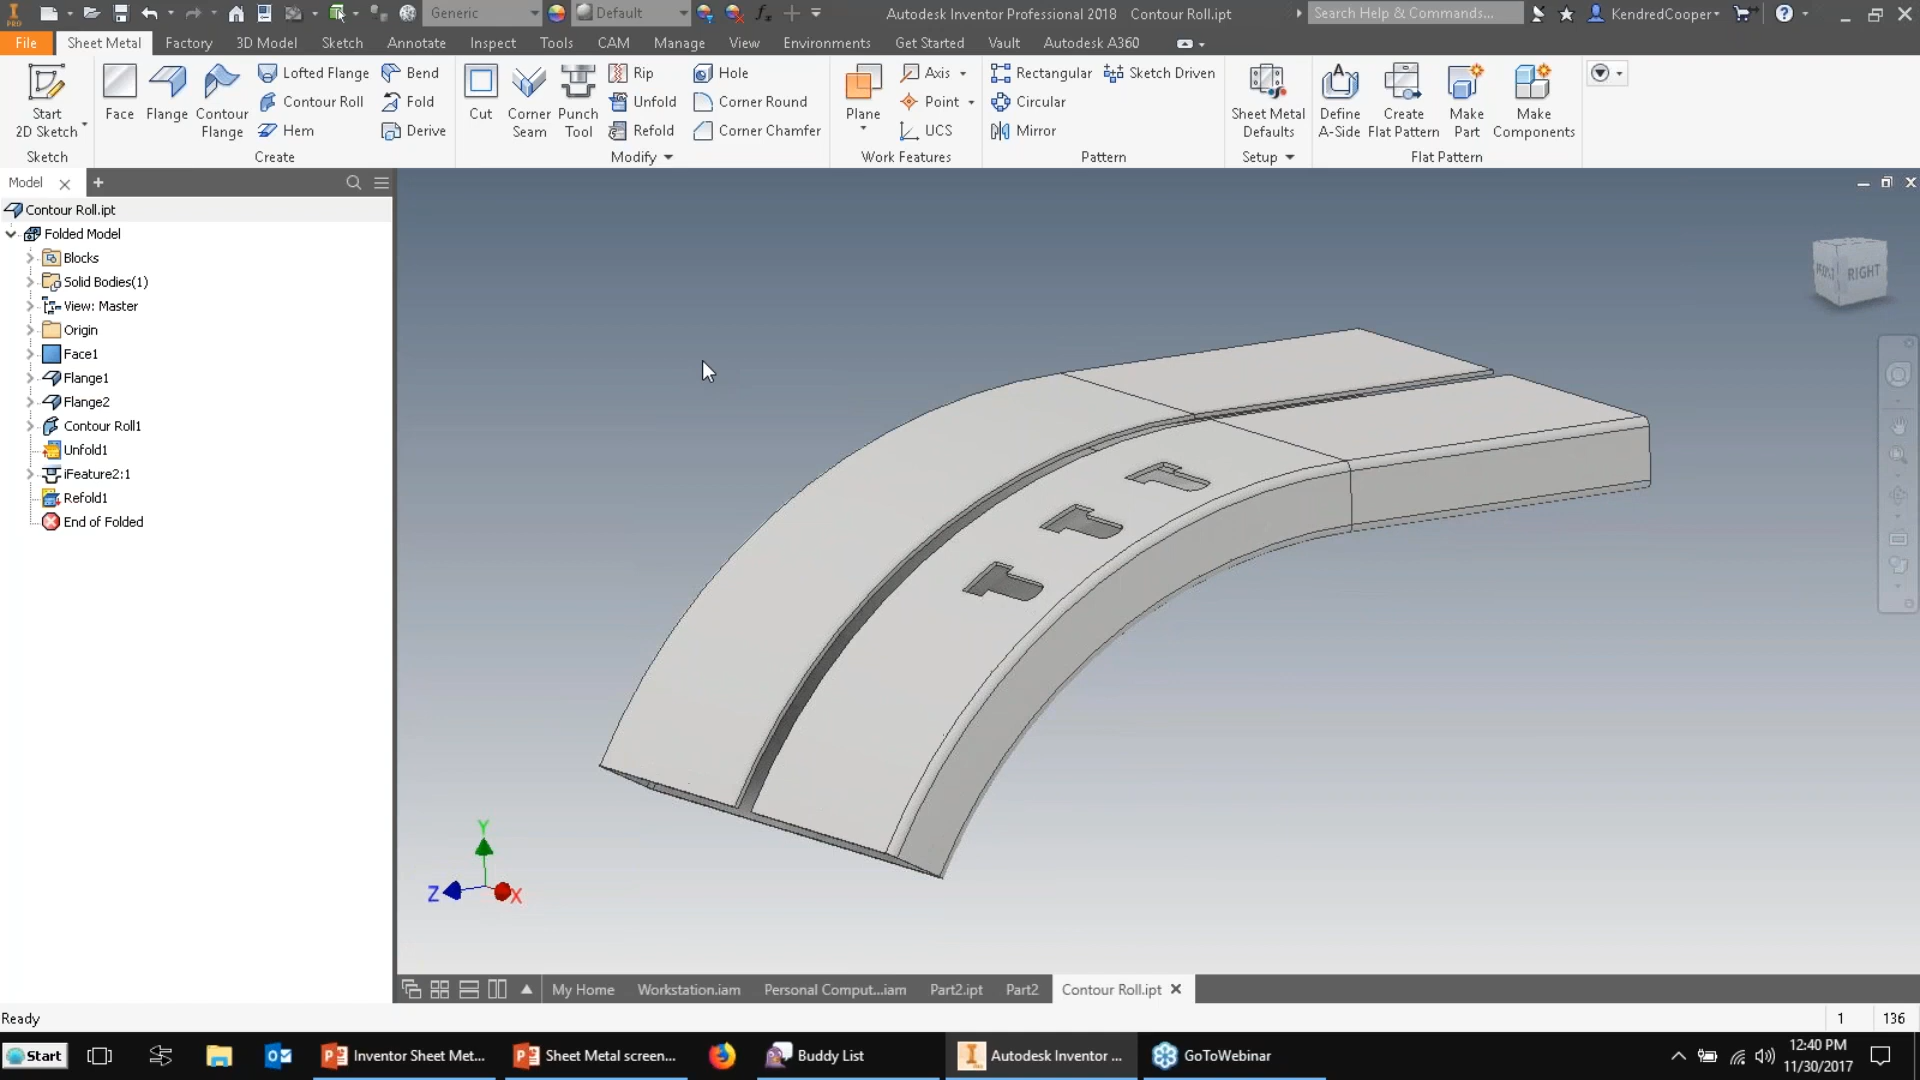 PRO
Generic
Default
Autodesk Inventor Professional 2018 Contour Roll.ipt
Search Help & Commands...
KendredCooper
File
Sheet Metal
Factory
3D Model
Sketch
Annotate
Inspect
Tools
CAM
Manage
View
Environments
Get Started
Vault
Autodesk A360
Start
2D Sketch
Sketch
Face
Flange
Contour
Flange
Lofted Flange
Contour Roll
Hem
Bend
Fold
Derive
Create
Cut
Corner
Seam
Punch
Tool
Rip
Unfold
Refold
Hole
Corner Round
Corner Chamfer
Modify
Plane
Axis
Point
UCS
Work Features
Rectangular
Sketch Driven
Circular
Mirror
Pattern
Sheet Metal
Defaults
Setup
Define
A-Side
Create
Flat Pattern
Make
Part
Make
Components
Flat Pattern
Model
Contour Roll.ipt
Folded Model
Blocks
Solid Bodies(1)
View: Master
Origin
Face1
Flange1
Flange2
Contour Roll1
Unfold1
iFeature2:1
Refold1
End of Folded
RIGHT
Y
Z
X
My Home
Workstation.iam
Personal Comput...iam
Part2.ipt
Part2
Contour Roll.ipt
Ready
1
136
Start
Inventor Sheet Met...
Sheet Metal screen...
Buddy List
Autodesk Inventor ...
GoToWebinar
12:40 PM
11/30/2017